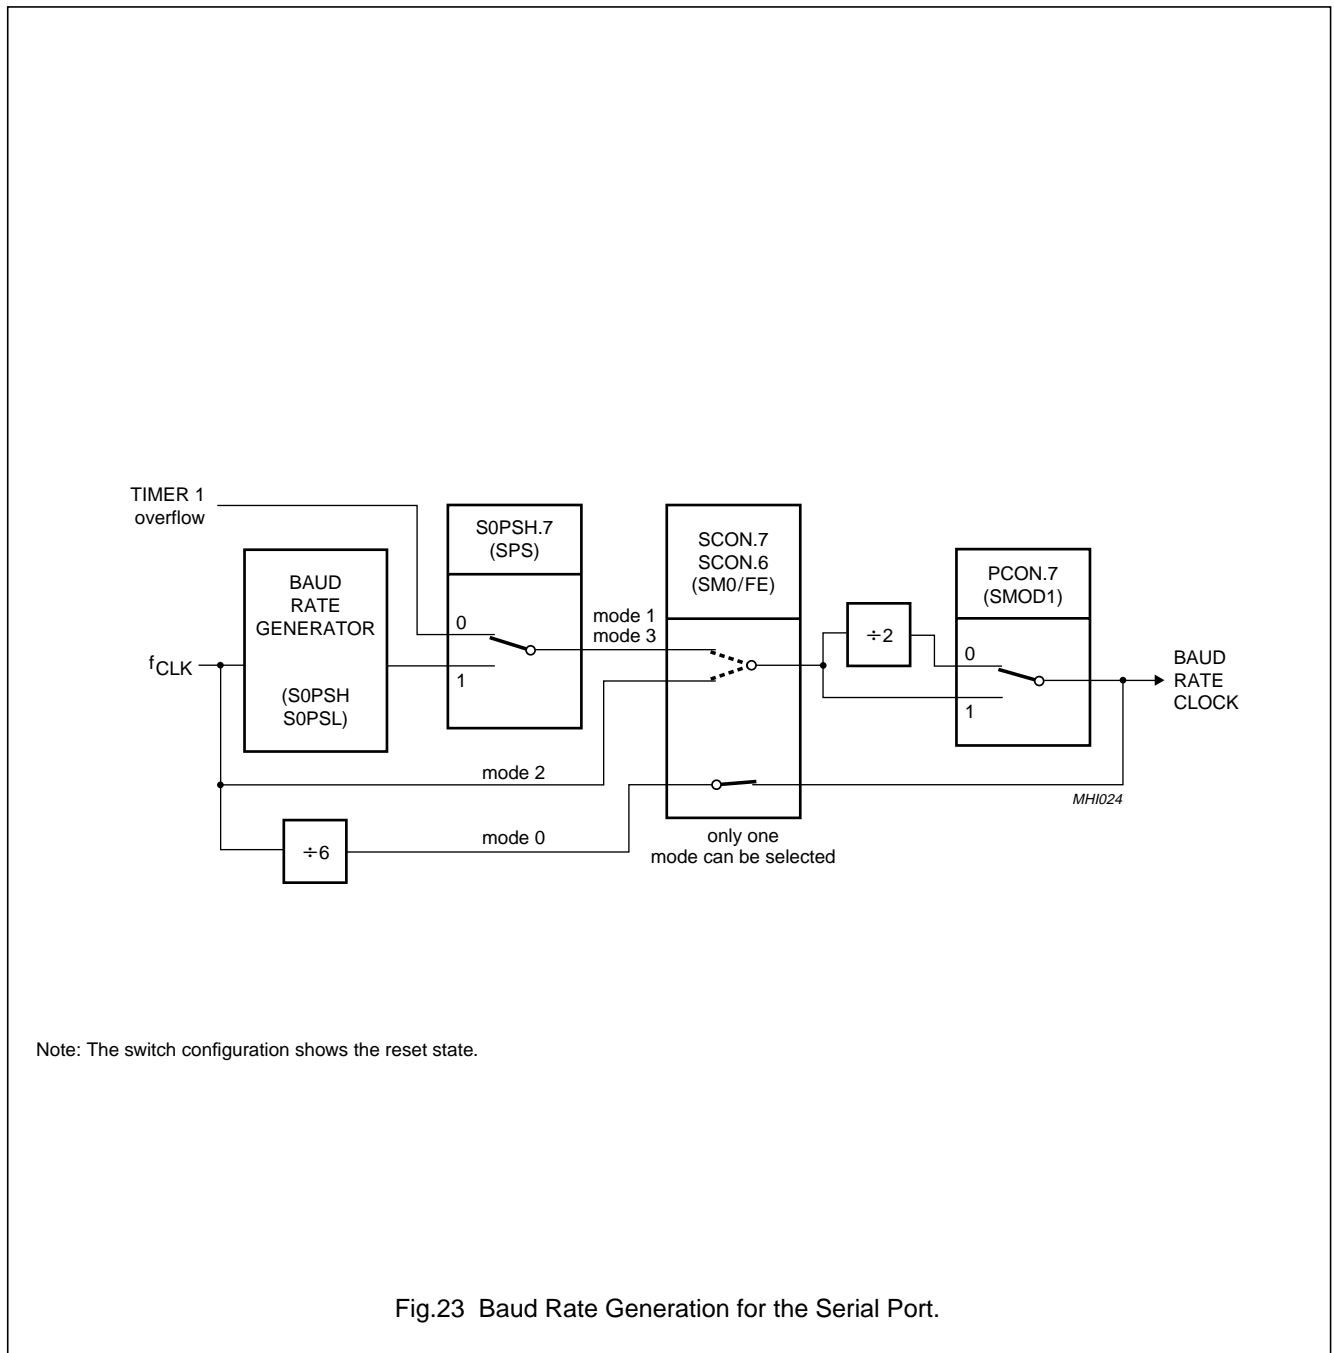 TIMER 1
overflow
BAUD
RATE
GENERATOR
(S0PSH
S0PSL)
fCLK
S0PSH.7
(SPS)
0
1
mode 1
mode 3
mode 2
÷6
mode 0
SCON.7
SCON.6
(SM0/FE)
only one
mode can be selected
÷2
PCON.7
(SMOD1)
0
1
BAUD
RATE
CLOCK
MHI024
Note: The switch configuration shows the reset state.
Fig.23 Baud Rate Generation for the Serial Port.